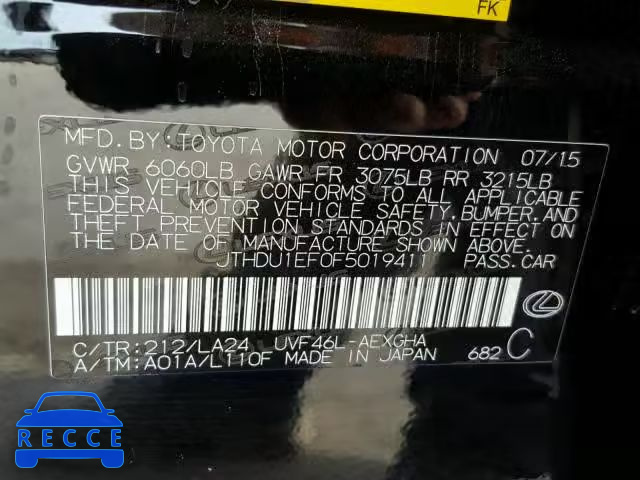 FK
MFD. BY: TOYOTA MOTOR CORPORATION 07/15
GVWR 6060LB GAWR FR 3075LB RR 3215LB
THIS VEHICLE CONFORMS TO ALL APPLICABLE
FEDERAL MOTOR VEHICLE SAFETY, BUMPER, AND
THEFT PREVENTION STANDARDS IN EFFECT ON
THE DATE OF MANUFACTURE SHOWN ABOVE.
JTHDU1EF0F5019411 PASS. CAR
C/TR: 212/LA24 UVF46L-AEXGHA
A/TM: A01A/L110F MADE IN JAPAN 682 C
RECCE